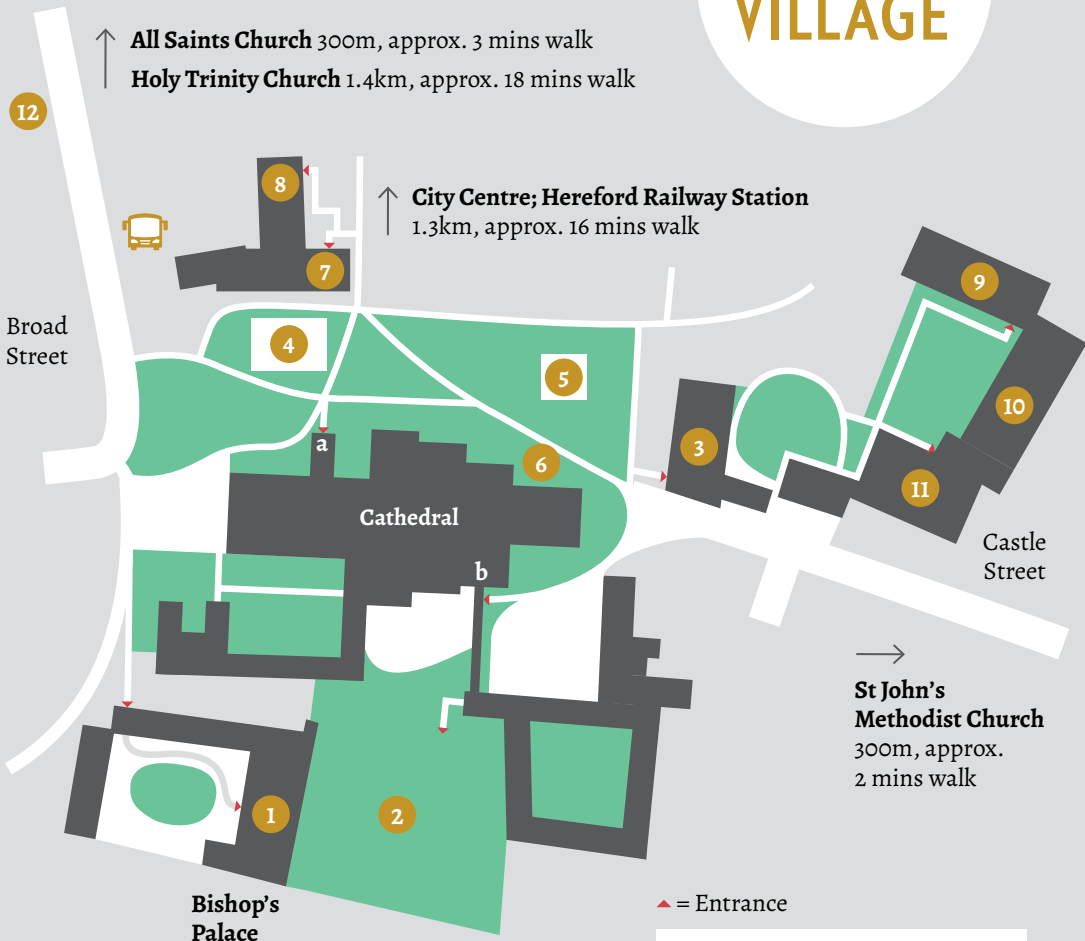 VILLAGE
All Saints Church 300m, approx. 3 mins walk
Holy Trinity Church 1.4km, approx. 18 mins walk
12
8
City Centre; Hereford Railway Station
1.3km, approx. 16 mins walk
7
9
Broad
Street
4
5
10
a
3
6
11
Cathedral
Castle
Street
b
St John's
Methodist Church
300m, approx.
2 mins walk
1
2
Bishop's
Palace
= Entrance